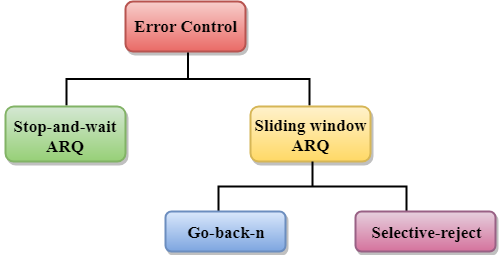 Error Control
Stop-and-wait
ARQ
Sliding window
ARQ
Go-back-n
Selective-reject